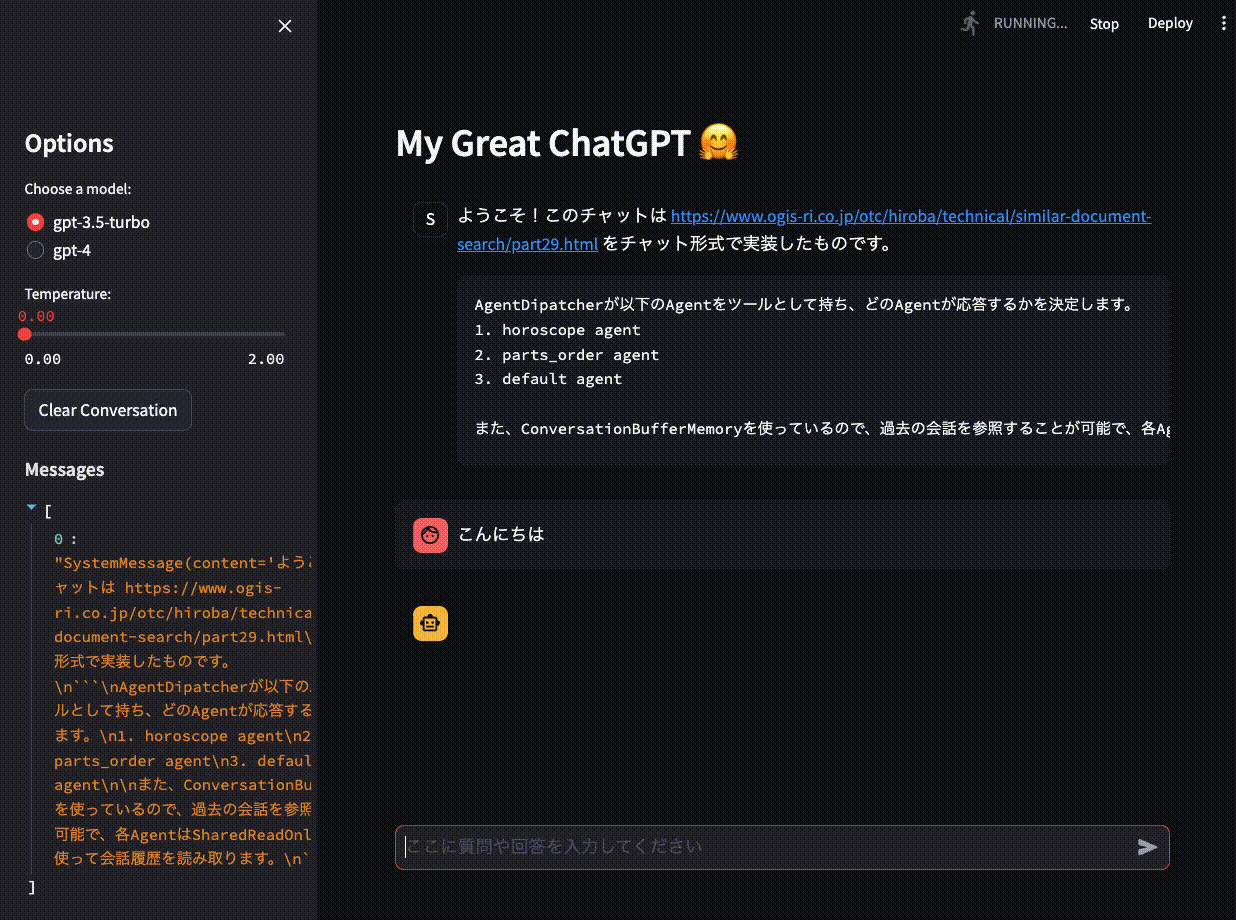 RUNNING...
Stop
Deploy
Options
Choose a model:
gpt-3.5-turbo
gpt-4
Temperature:
0.00
0.00
2.00
Clear Conversation
Messages
[
0 :
"SystemMessage(content='ようこ
ャットは https://www.ogis-
ri.co.jp/otc/hiroba/technica
document-search/part29.html\
形式で実装したものです。
\n```\nAgentDipatcherが以下の
ルとして持ち、どのAgentが応答する
ます。\n1. horoscope agent\n2
parts_order agent\n3. defaul
agent\n\nまた、ConversationBu
を使っているので、過去の会話を参照
可能で、各AgentはSharedReadOnl
使って会話履歴を読み取ります。\n`
]
My Great ChatGPT 🤗
S
ようこそ！このチャットは https://www.ogis-ri.co.jp/otc/hiroba/technical/similar-document-
search/part29.html をチャット形式で実装したものです。
AgentDipatcherが以下のAgentをツールとして持ち、どのAgentが応答するかを決定します。
1. horoscope agent
2. parts_order agent
3. default agent
また、ConversationBufferMemoryを使っているので、過去の会話を参照することが可能で、各Ag
こんにちは
ここに質問や回答を入力してください